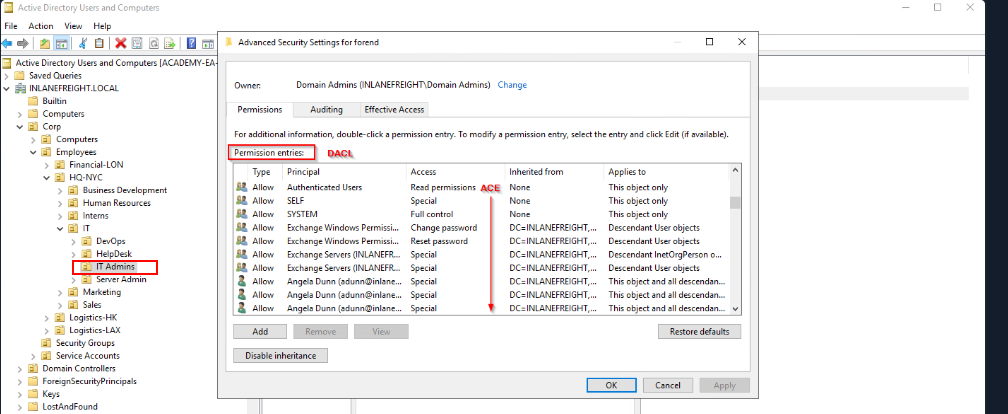 Active Directory Users and Computers
File Action View Help
Active Directory Users and Computers [ACADEMY-EA-
Saved Queries
INLANEFREIGHT.LOCAL
Builtin
Computers
Corp
Computers
Employees
Financial-LON
HQ-NYC
Business Development
Human Resources
Interns
IT
DevOps
HelpDesk
IT Admins
Server Admin
Marketing
Sales
Logistics-HK
Logistics-LAX
Security Groups
Service Accounts
Domain Controllers
ForeignSecurityPrincipals
Keys
LostAndFound
Advanced Security Settings for forend
Owner: Domain Admins (INLANEFREIGHT\Domain Admins) Change
Permissions Auditing Effective Access
For additional information, double-click a permission entry. To modify a permission entry, select the entry and click Edit (if available).
Permission entries: DACL
Type Principal Access Inherited from Applies to
Allow Authenticated Users Read permissions None This object only
ACE
Allow SELF Special None This object only
Allow SYSTEM Full control None This object only
Allow Exchange Windows Permissi... Change password DC=INLANEFREIGHT,... Descendant User objects
Allow Exchange Windows Permissi... Reset password DC=INLANEFREIGHT,... Descendant User objects
Allow Exchange Servers (INLANEFR... Special DC=INLANEFREIGHT,... Descendant InetOrgPerson o...
Allow Exchange Servers (INLANEFR... Special DC=INLANEFREIGHT,... Descendant User objects
Allow Angela Dunn (adunn@inlane... Special DC=INLANEFREIGHT,... This object and all descendan...
Allow Angela Dunn (adunn@inlane... Special DC=INLANEFREIGHT,... This object and all descendan...
Allow Angela Dunn (adunn@inlane... Special DC=INLANEFREIGHT,... This object and all descendan...
Add Remove View Restore defaults
Disable inheritance
OK Cancel Apply